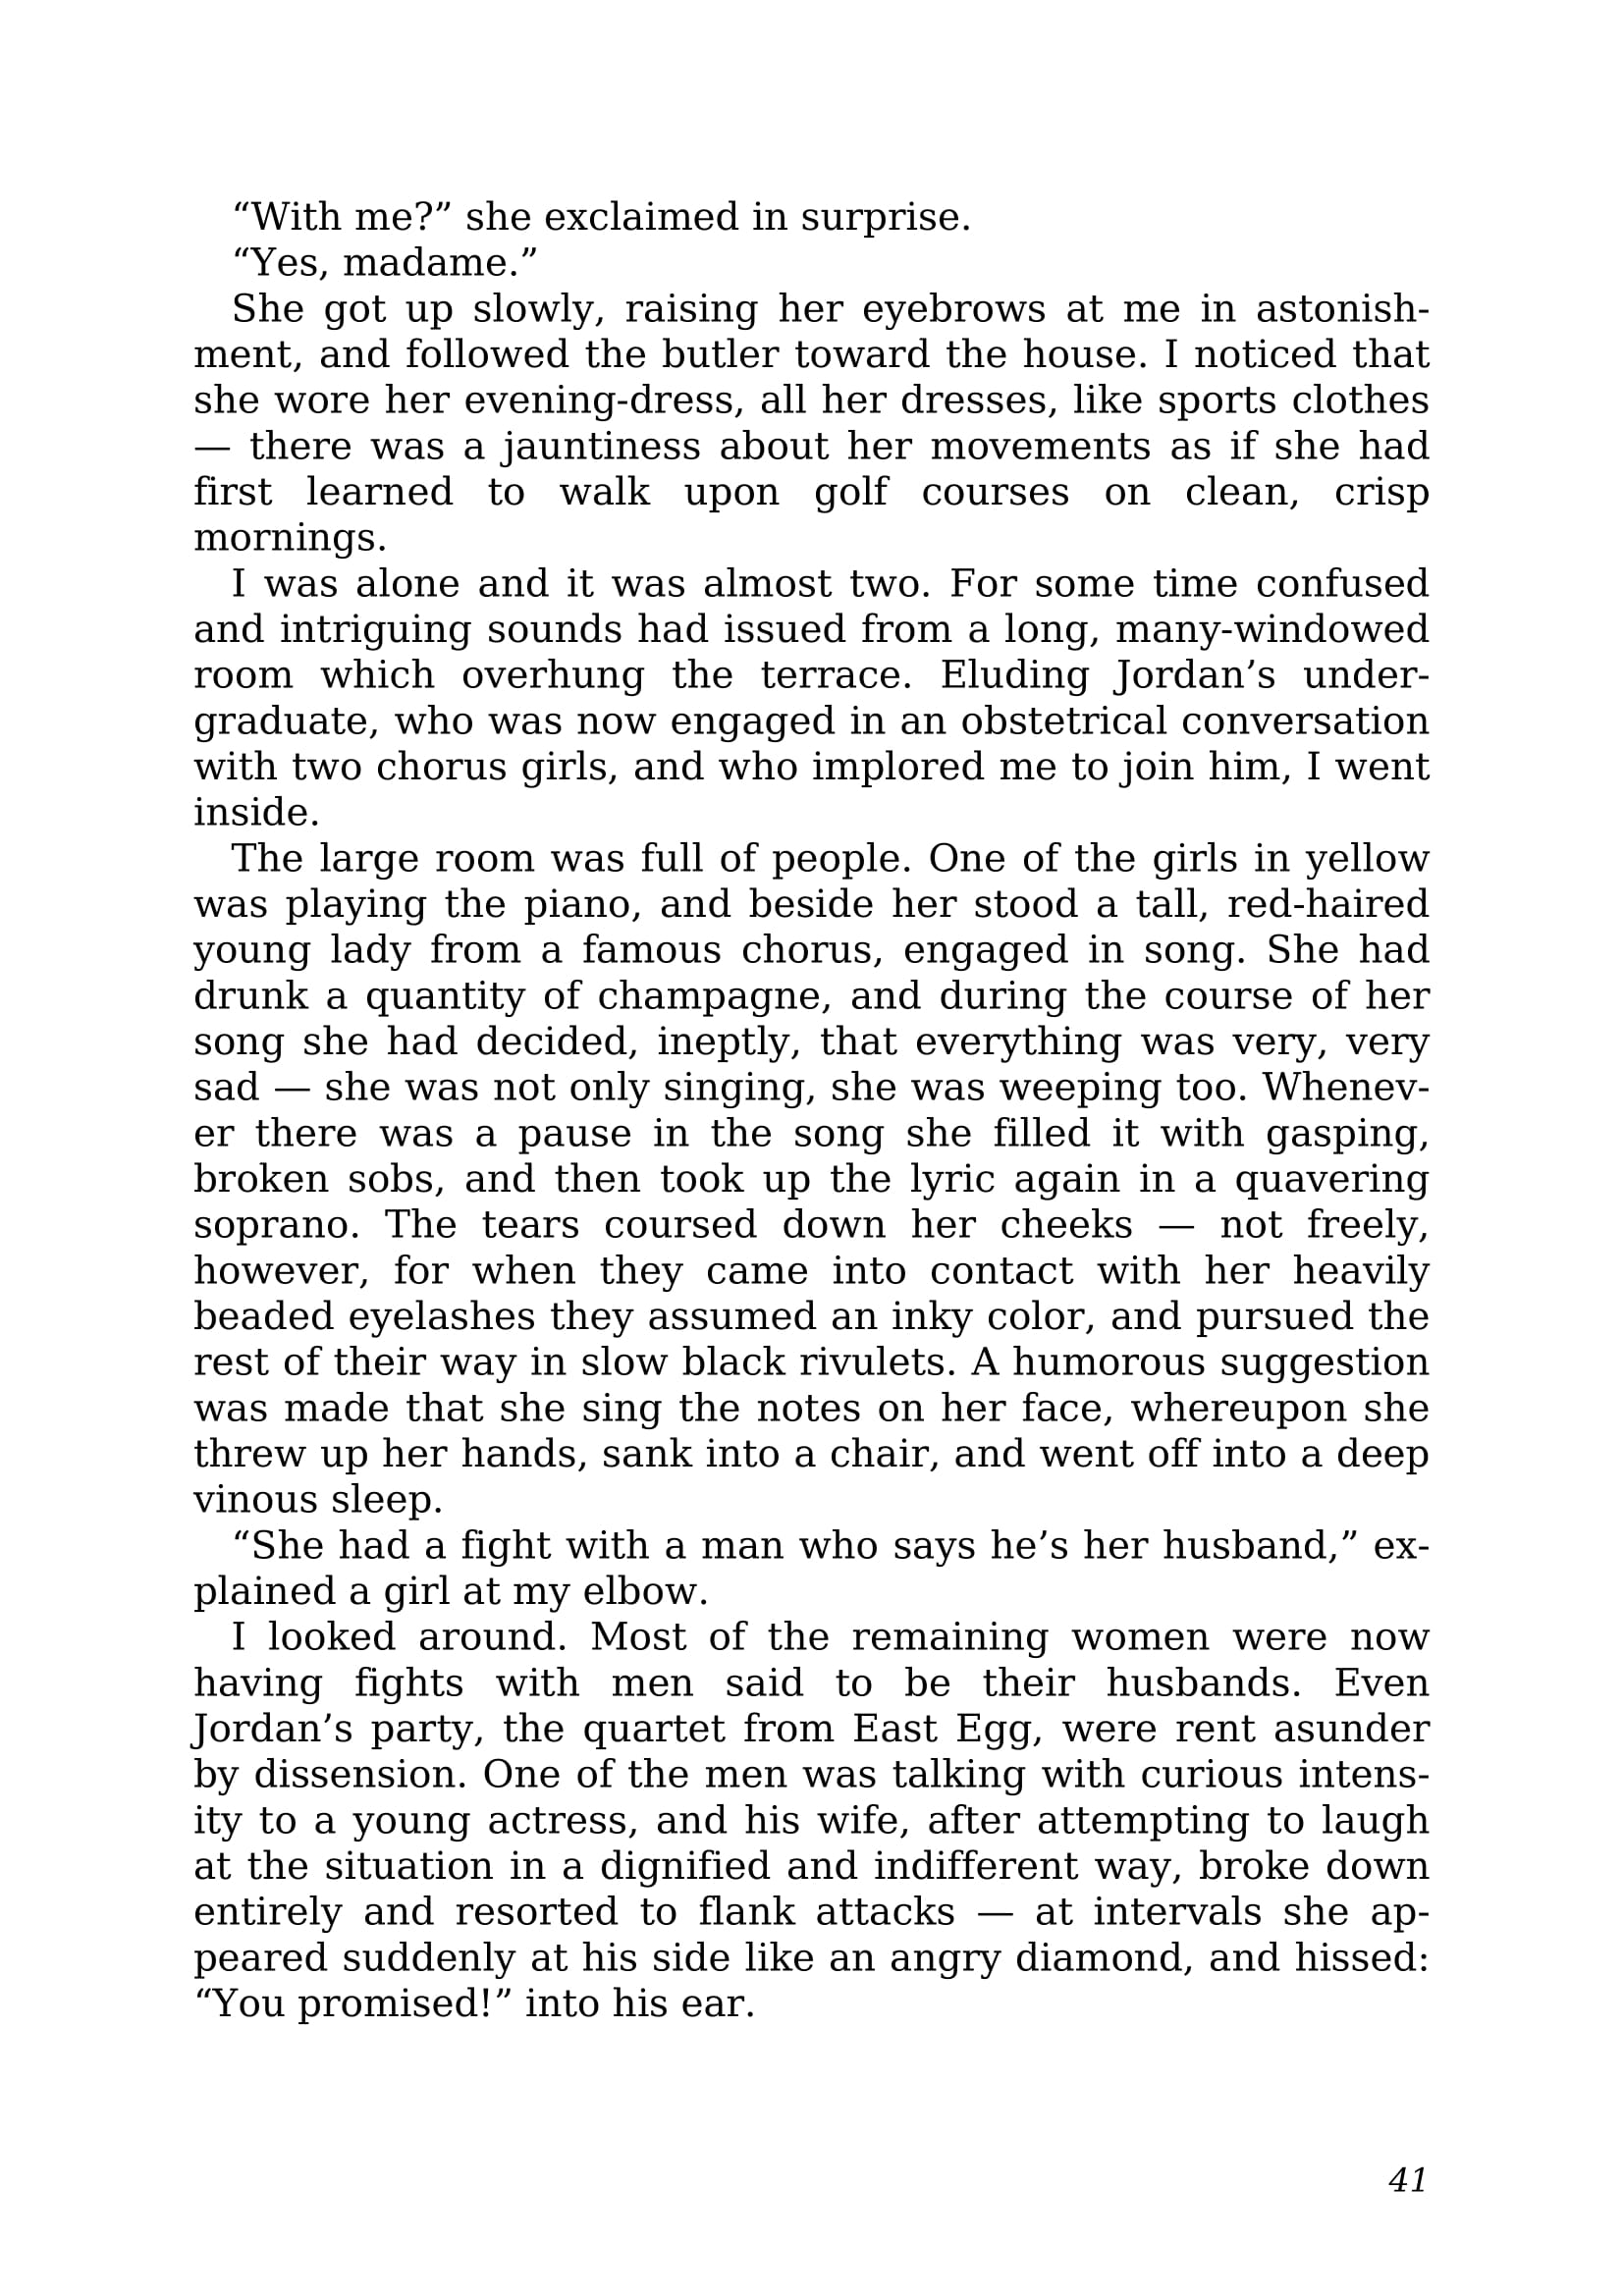 “With me?” she exclaimed in surprise.
“Yes, madame.”
She got up slowly, raising her eyebrows at me in astonish-
ment, and followed the butler toward the house. I noticed that
she wore her evening-dress, all her dresses, like sports clothes
— there was a jauntiness about her movements as if she had
first learned to walk upon golf courses on clean, crisp
mornings.
I was alone and it was almost two. For some time confused
and intriguing sounds had issued from a long, many-windowed
room which overhung the terrace. Eluding Jordan’s under-
graduate, who was now engaged in an obstetrical conversation
with two chorus girls, and who implored me to join him, I went
inside.
The large room was full of people. One of the girls in yellow
was playing the piano, and beside her stood a tall, red-haired
young lady from a famous chorus, engaged in song. She had
drunk a quantity of champagne, and during the course of her
song she had decided, ineptly, that everything was very, very
sad — she was not only singing, she was weeping too. Whenev-
er there was a pause in the song she filled it with gasping,
broken sobs, and then took up the lyric again in a quavering
soprano. The tears coursed down her cheeks — not freely,
however, for when they came into contact with her heavily
beaded eyelashes they assumed an inky color, and pursued the
rest of their way in slow black rivulets. A humorous suggestion
was made that she sing the notes on her face, whereupon she
threw up her hands, sank into a chair, and went off into a deep
vinous sleep.
“She had a fight with a man who says he’s her husband,” ex-
plained a girl at my elbow.
I looked around. Most of the remaining women were now
having fights with men said to be their husbands. Even
Jordan’s party, the quartet from East Egg, were rent asunder
by dissension. One of the men was talking with curious intens-
ity to a young actress, and his wife, after attempting to laugh
at the situation in a dignified and indifferent way, broke down
entirely and resorted to flank attacks — at intervals she ap-
peared suddenly at his side like an angry diamond, and hissed:
“You promised!” into his ear.
41